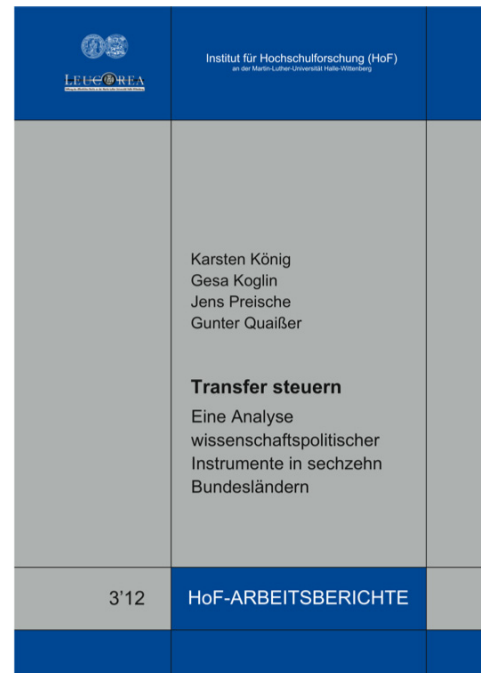 LEUCOREA
Institut für Hochschulforschung (HoF)
an der Martin-Luther-Universität Halle-Wittenberg
Karsten König
Gesa Koglin
Jens Preische
Gunter Quaißer
Transfer steuern
Eine Analyse
wissenschaftspolitischer
Instrumente in sechzehn
Bundesländern
3'12
HoF-ARBEITSBERICHTE